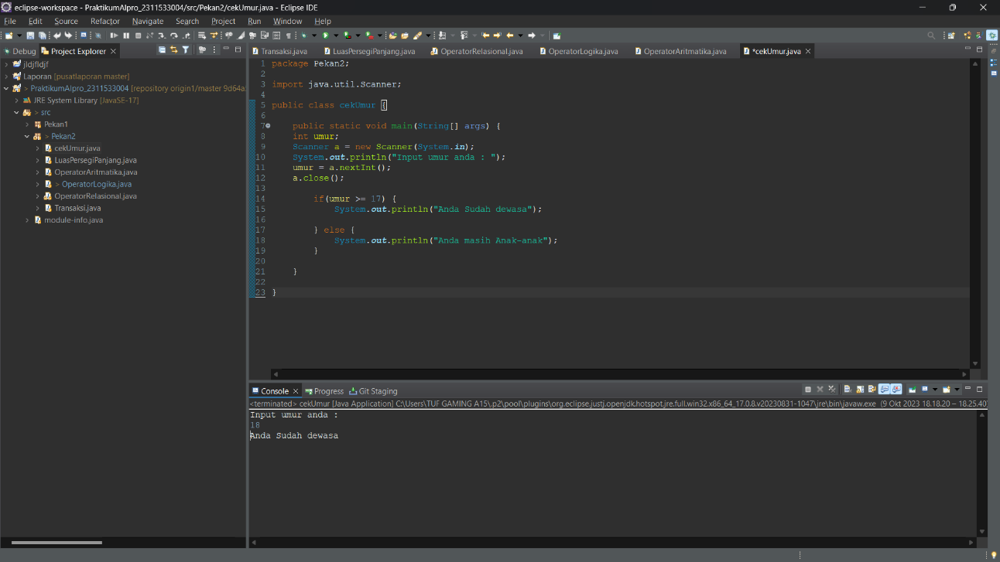 eclipse-workspace - PraktikumAlpro_2311533004/src/Pekan2/cekUmur.java - Eclipse IDE
File Edit Source Refactor Navigate Search Project Run Window Help
Debug Project Explorer
Transaksi.java LuasPersegiPanjang.java OperatorRelasional.java OperatorLogika.java OperatorAritmatika.java *cekUmur.java
jldjfldjf
Laporan [pusatlaporan master]
> PraktikumAlpro_2311533004 [repository origin1/master 9d64a
JRE System Library [JavaSE-17]
> src
Pekan1
> Pekan2
cekUmur.java
LuasPersegiPanjang.java
OperatorAritmatika.java
> OperatorLogika.java
OperatorRelasional.java
Transaksi.java
module-info.java
1 package Pekan2;
2
3 import java.util.Scanner;
4
5 public class cekUmur {
6
7 public static void main(String[] args) {
8 int umur;
9 Scanner a = new Scanner(System.in);
10 System.out.println("Input umur anda : ");
11 umur = a.nextInt();
12 a.close();
13
14 if(umur >= 17) {
15 System.out.println("Anda Sudah dewasa");
16
17 } else {
18 System.out.println("Anda masih Anak-anak");
19 }
20
21 }
22
23 }
Console Progress Git Staging
<terminated> cekUmur [Java Application] C:\Users\TUF GAMING A15\.p2\pool\plugins\org.eclipse.justj.openjdk.hotspot.jre.full.win32.x86_64_17.0.8.v20230831-1047\jre\bin\javaw.exe (9 Okt 2023 18.18.20 – 18.25.40)
Input umur anda :
18
Anda Sudah dewasa